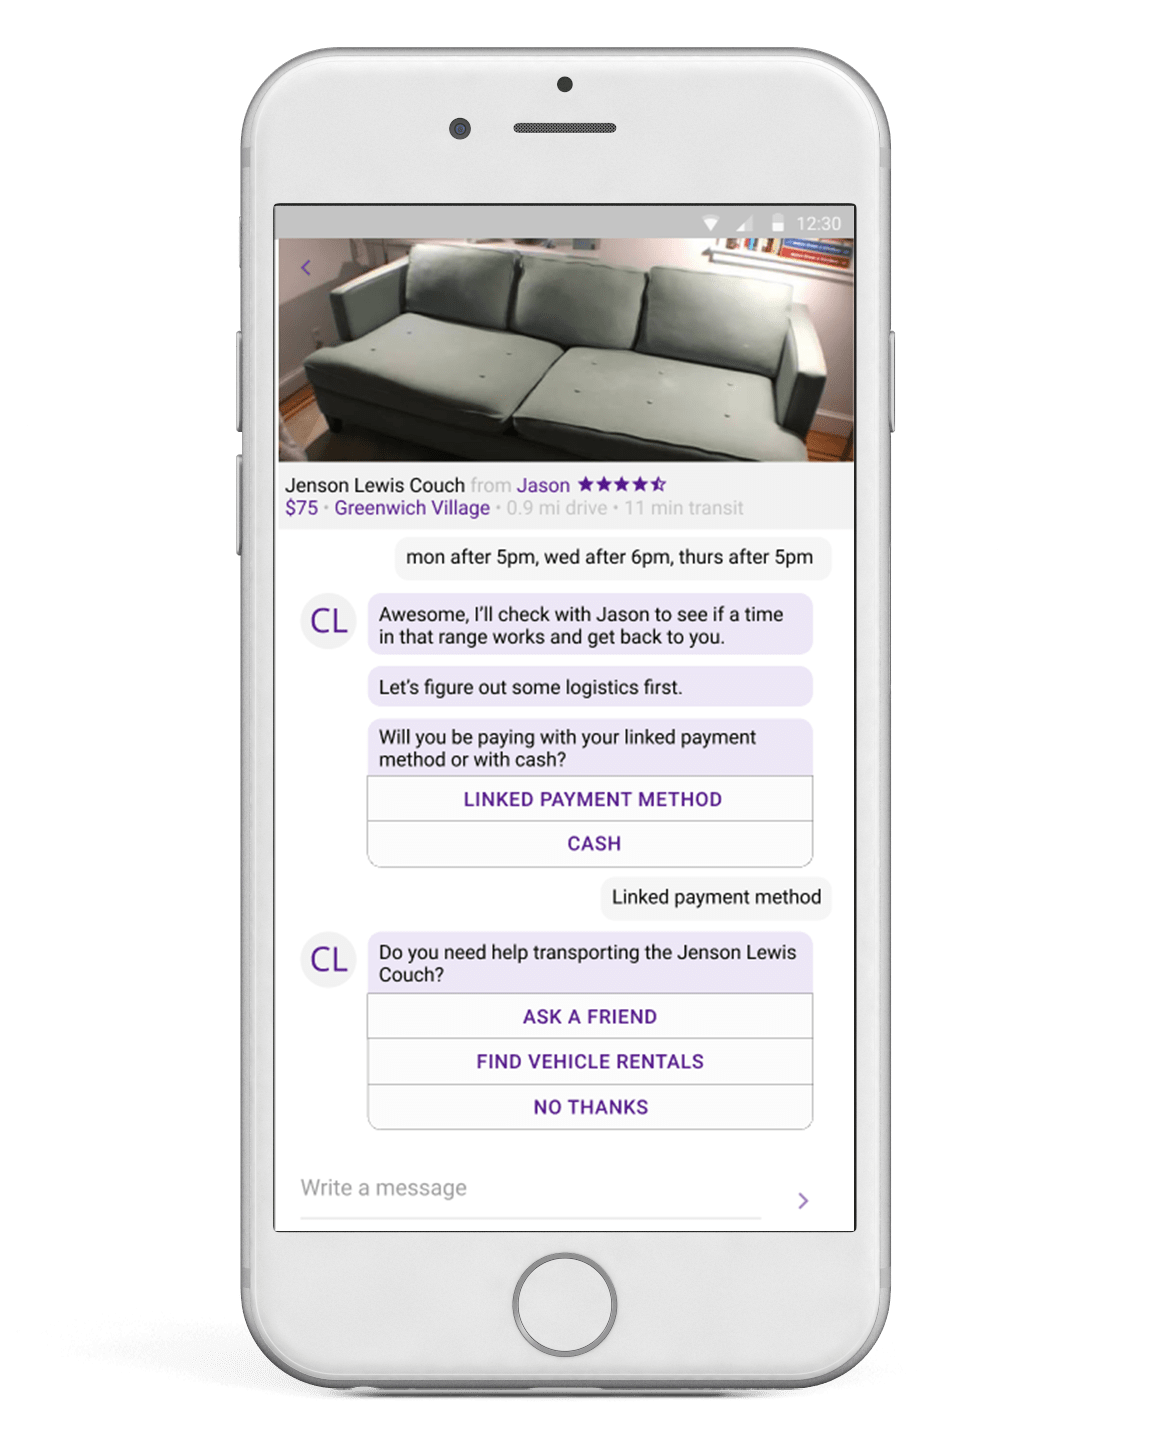 12:30
Jenson Lewis Couch from Jason
$75 • Greenwich Village • 0.9 mi drive • 11 min transit
mon after 5pm, wed after 6pm, thurs after 5pm
CL
Awesome, I'll check with Jason to see if a time
in that range works and get back to you.
Let's figure out some logistics first.
Will you be paying with your linked payment
method or with cash?
LINKED PAYMENT METHOD
CASH
Linked payment method
CL
Do you need help transporting the Jenson Lewis
Couch?
ASK A FRIEND
FIND VEHICLE RENTALS
NO THANKS
Write a message